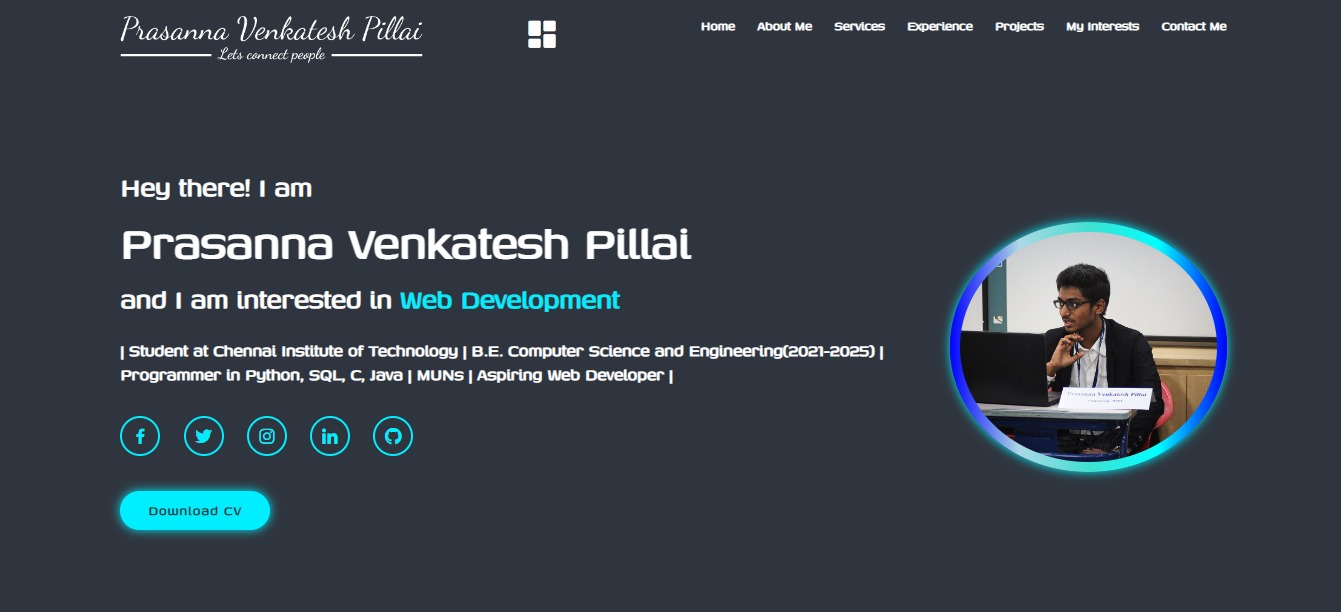 Prasanna Venkatesh Pillai
Lets connect people
Home About Me Services Experience Projects My Interests Contact Me
Hey there! I am
Prasanna Venkatesh Pillai
and I am interested in Web Development
| Student at Chennai Institute of Technology | B.E. Computer Science and Engineering(2021-2025) |
Programmer in Python, SQL, C, Java | MUNs | Aspiring Web Developer |
Prasanna Venkatesh Pillai
Download CV